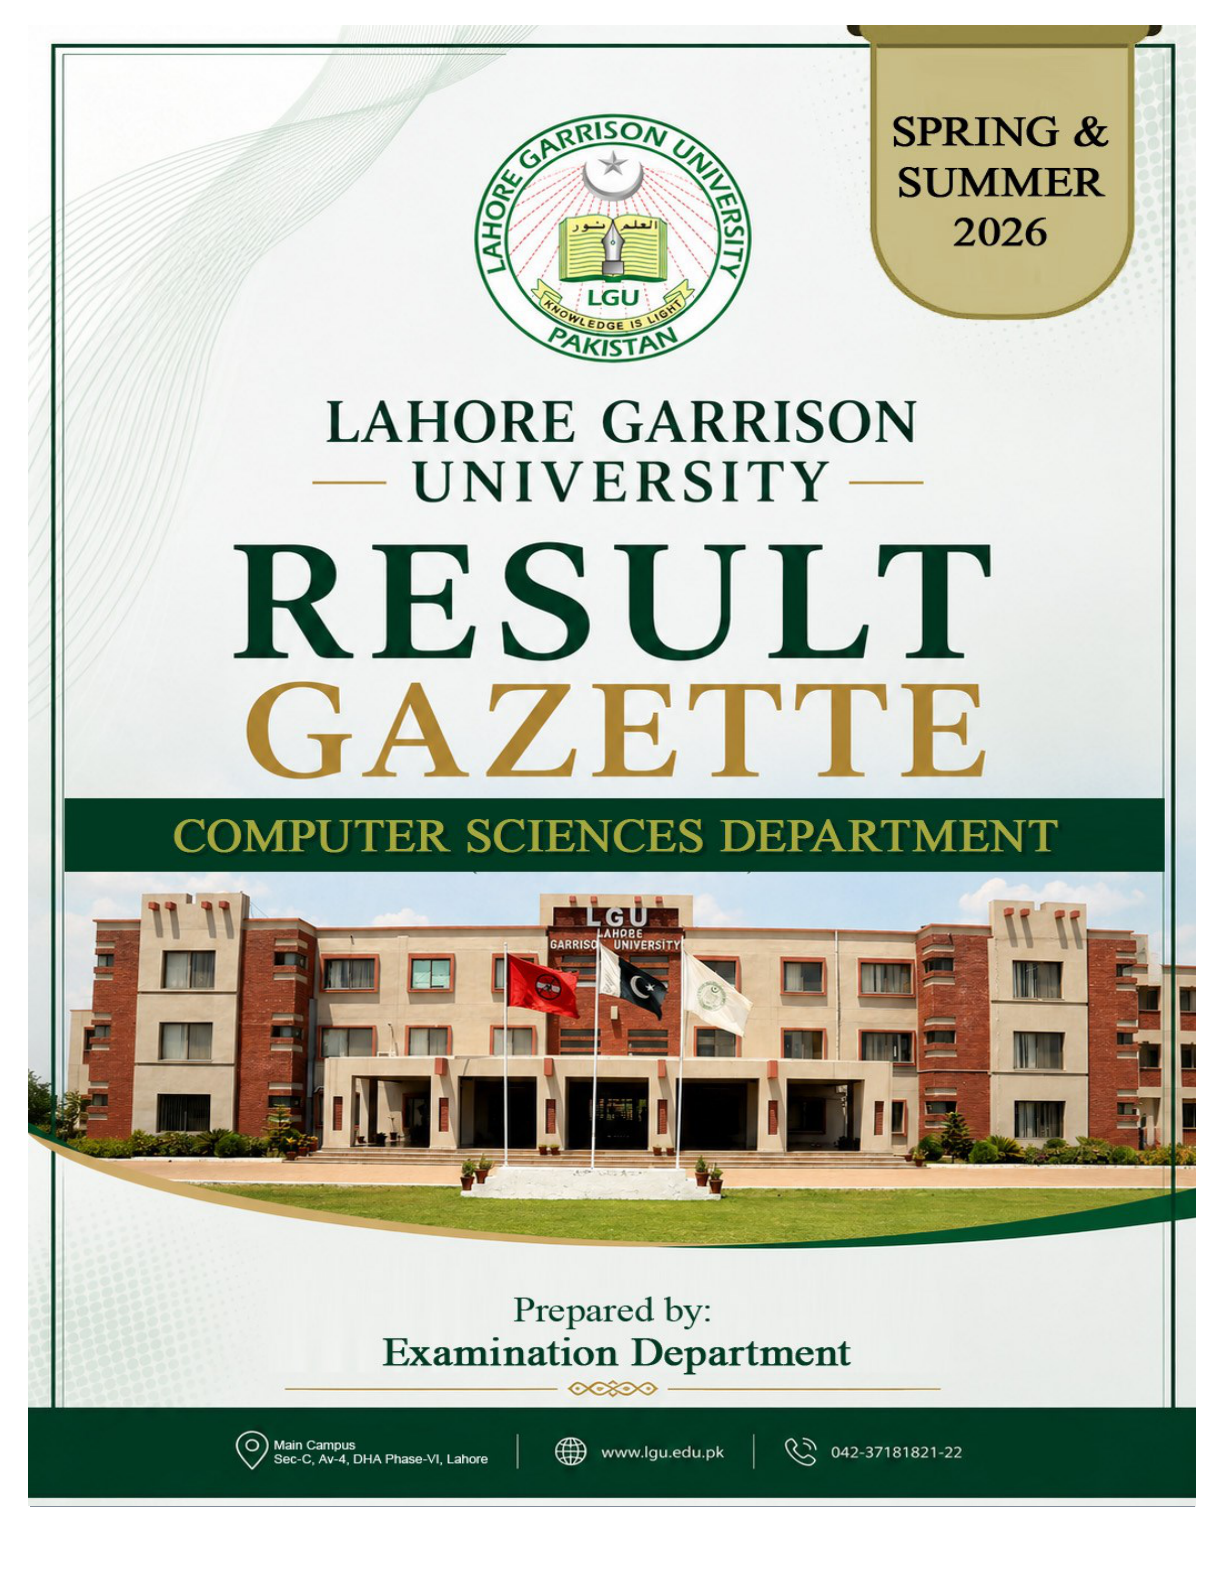 SPRING &
SUMMER
2026
LAHORE GARRISON UNIVERSITY
العلم نور
LGU
KNOWLEDGE IS LIGHT
PAKISTAN
LAHORE GARRISON
UNIVERSITY
RESULT
GAZETTE
COMPUTER SCIENCES DEPARTMENT
LGU
LAHORE
GARRISON UNIVERSITY
Prepared by:
Examination Department
Main Campus
Sec-C, Av-4, DHA Phase-VI, Lahore
www.lgu.edu.pk
042-37181821-22